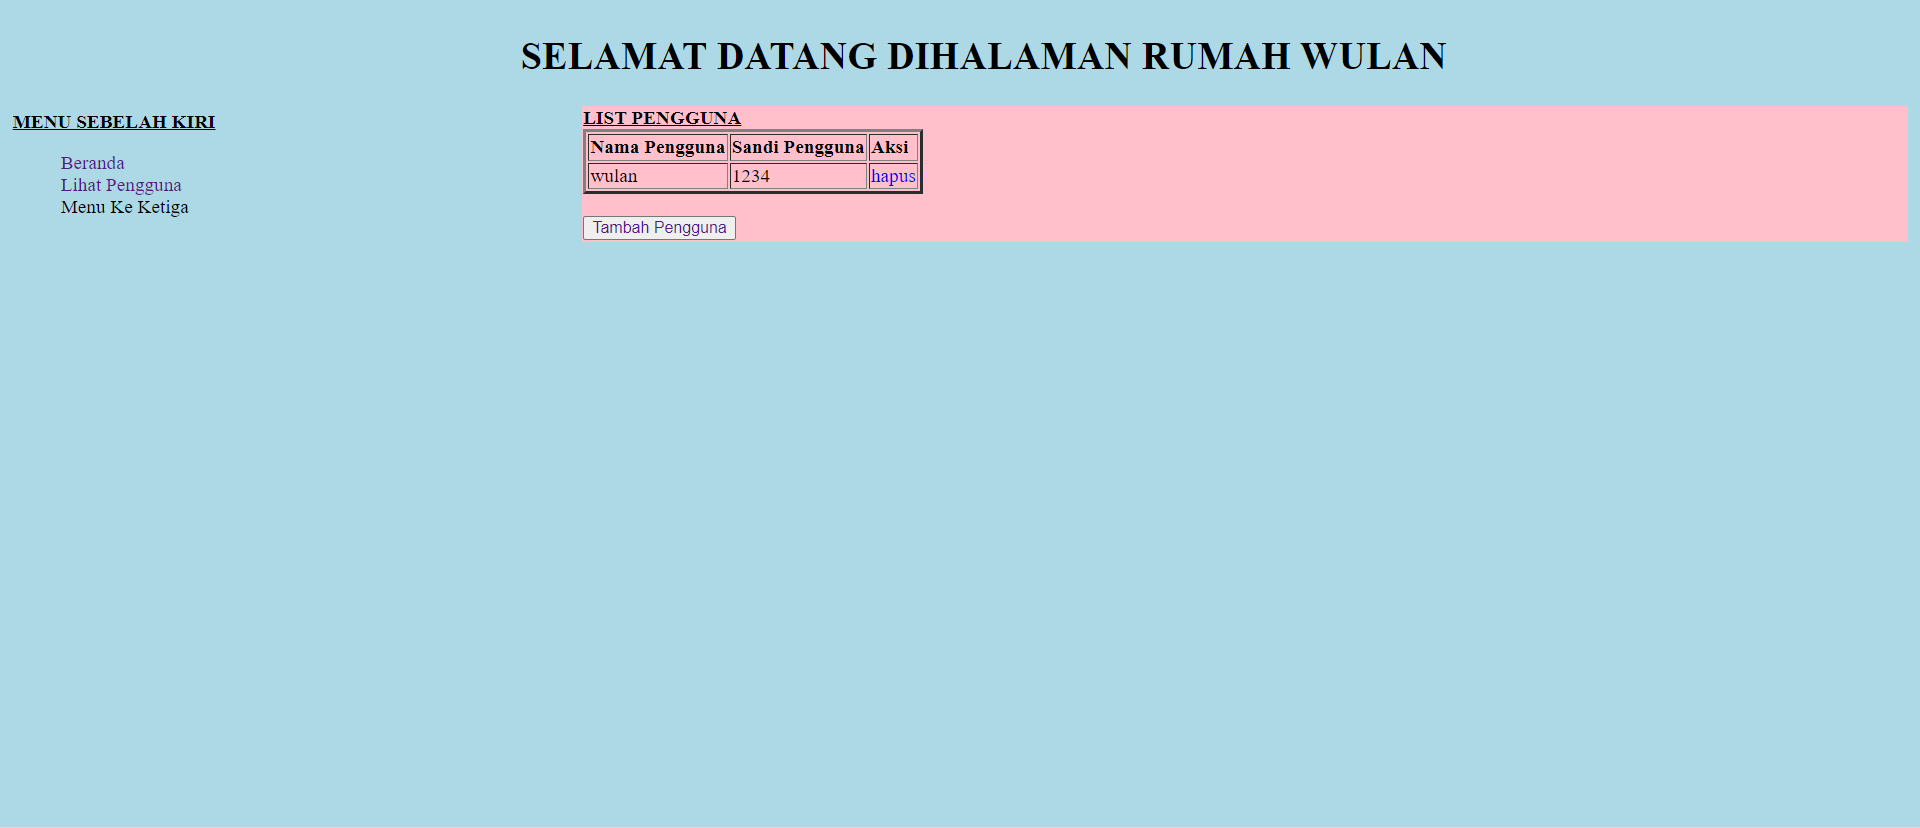 SELAMAT DATANG DIHALAMAN RUMAH WULAN
MENU SEBELAH KIRI
Beranda
Lihat Pengguna
Menu Ke Ketiga
LIST PENGGUNA
Nama Pengguna Sandi Pengguna Aksi
wulan 1234 hapus
Tambah Pengguna